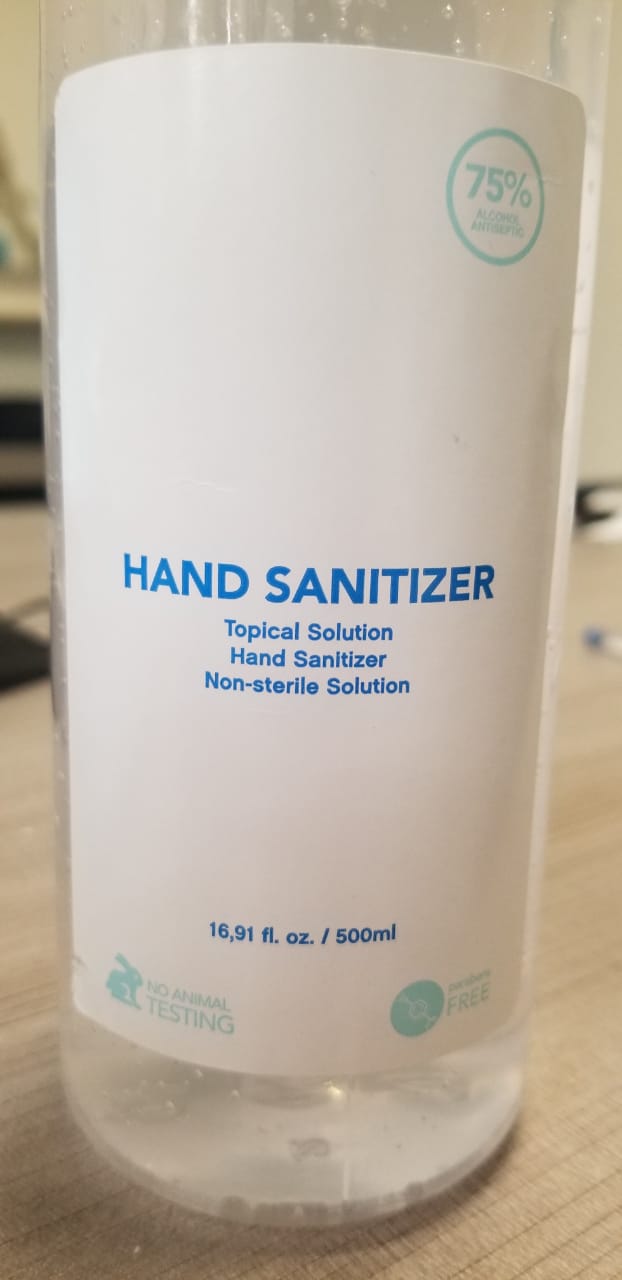 75%
ALCOHOL
ANTISEPTIC
HAND SANITIZER
Topical Solution
Hand Sanitizer
Non-sterile Solution
16,91 fl. oz. / 500ml
NO ANIMAL
TESTING
parabens
FREE